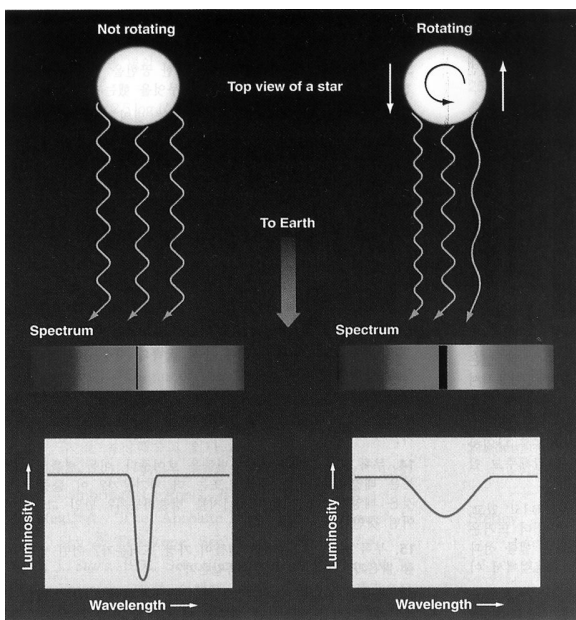 Not rotating
Rotating
Top view of a star
To Earth
Spectrum
Spectrum
Luminosity
Wavelength
Luminosity
Wavelength